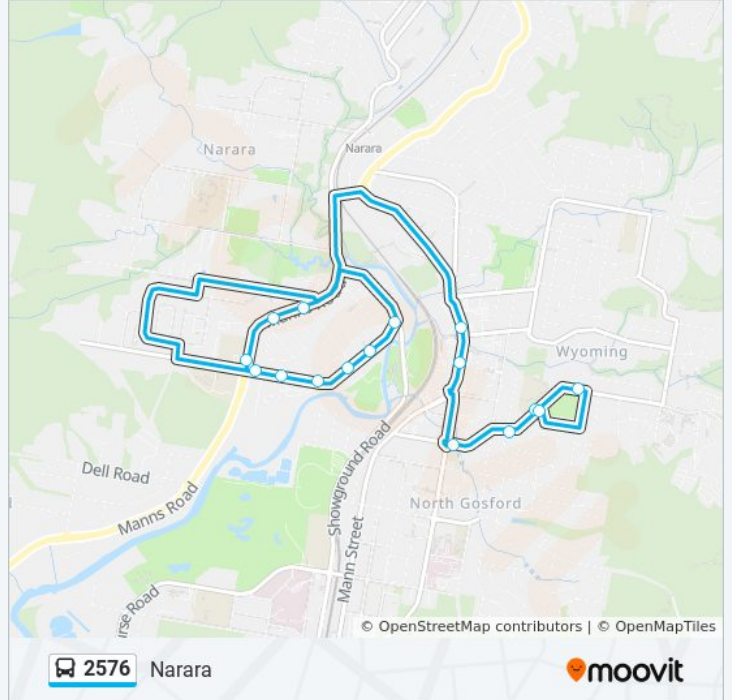 Narara
Narara
Wyoming
Dell Road
Manns Road
Showground Road
North Gosford
Mann Street
© OpenStreetMap contributors | © OpenMapTiles
2576 Narara
moovit